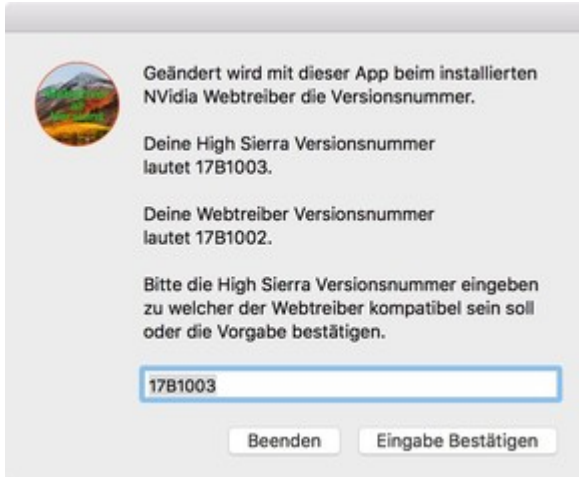 Geändert wird mit dieser App beim installierten
NVidia Webtreiber die Versionsnummer.
Deine High Sierra Versionsnummer
lautet 17B1003.
Deine Webtreiber Versionsnummer
lautet 17B1002.
Bitte die High Sierra Versionsnummer eingeben
zu welcher der Webtreiber kompatibel sein soll
oder die Vorgabe bestätigen.
17B1003
Beenden
Eingabe Bestätigen